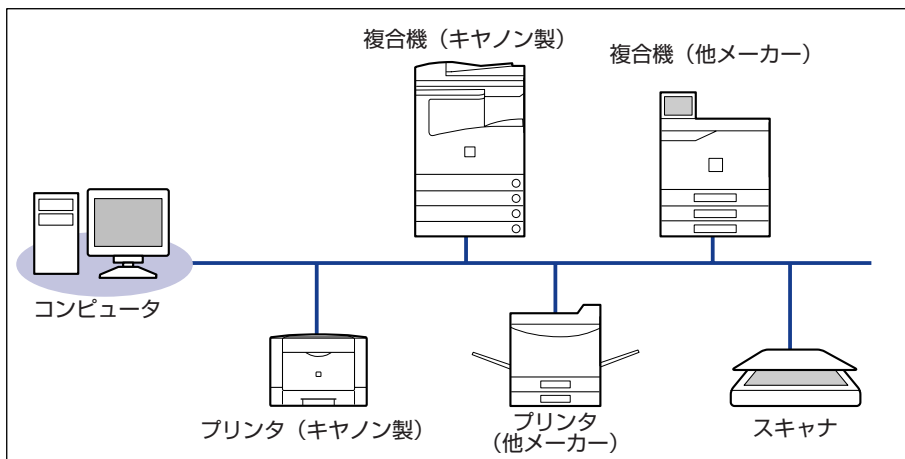 複合機（キヤノン製）
複合機（他メーカー）
コンピュータ
プリンタ（キヤノン製）
プリンタ
（他メーカー）
スキャナ